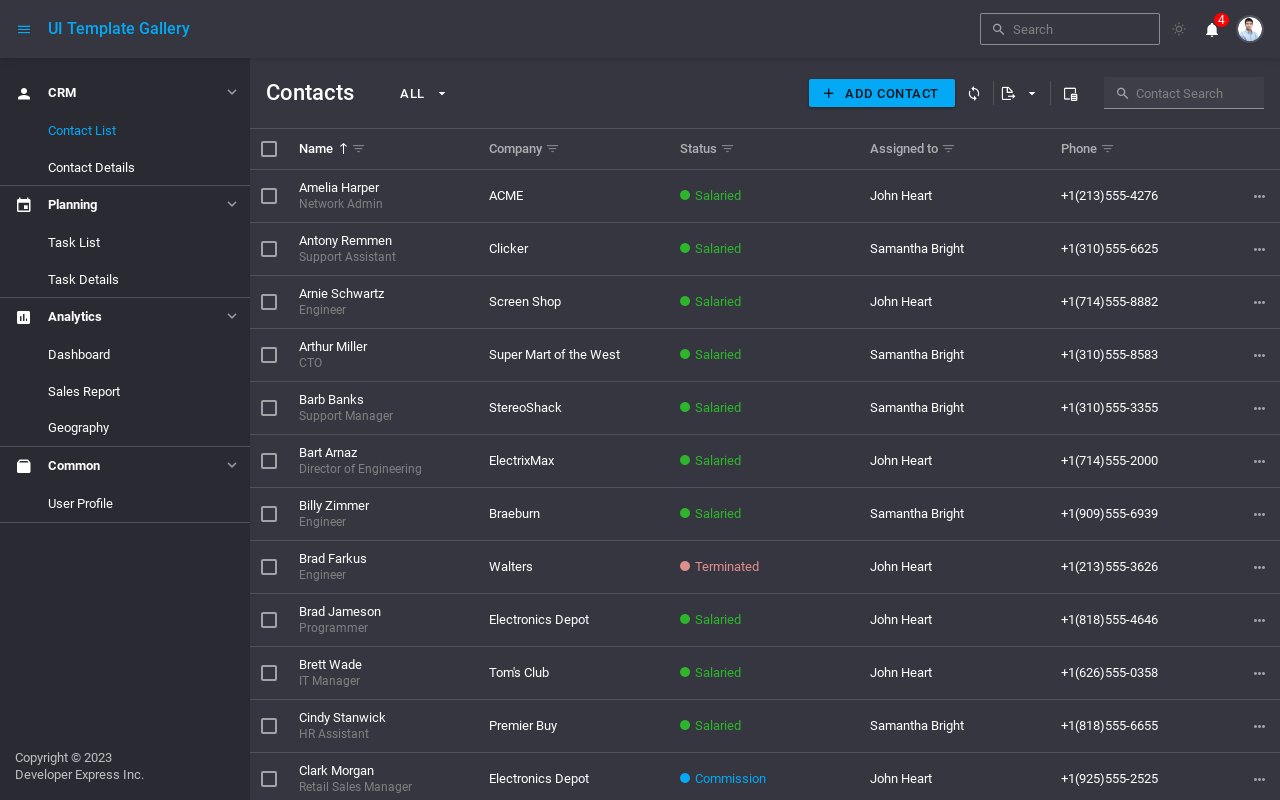 UI Template Gallery
Search
4
CRM
Contact List
Contact Details
Planning
Task List
Task Details
Analytics
Dashboard
Sales Report
Geography
Common
User Profile
Copyright © 2023
Developer Express Inc.
Contacts
ALL
ADD CONTACT
Contact Search
Name Company Status Assigned to Phone
Amelia Harper
Network Admin
ACME Salaried John Heart +1(213)555-4276
Antony Remmen
Support Assistant
Clicker Salaried Samantha Bright +1(310)555-6625
Arnie Schwartz
Engineer
Screen Shop Salaried John Heart +1(714)555-8882
Arthur Miller
CTO
Super Mart of the West Salaried Samantha Bright +1(310)555-8583
Barb Banks
Support Manager
StereoShack Salaried Samantha Bright +1(310)555-3355
Bart Arnaz
Director of Engineering
ElectrixMax Salaried John Heart +1(714)555-2000
Billy Zimmer
Engineer
Braeburn Salaried Samantha Bright +1(909)555-6939
Brad Farkus
Engineer
Walters Terminated John Heart +1(213)555-3626
Brad Jameson
Programmer
Electronics Depot Salaried John Heart +1(818)555-4646
Brett Wade
IT Manager
Tom's Club Salaried John Heart +1(626)555-0358
Cindy Stanwick
HR Assistant
Premier Buy Salaried Samantha Bright +1(818)555-6655
Clark Morgan
Retail Sales Manager
Electronics Depot Commission John Heart +1(925)555-2525